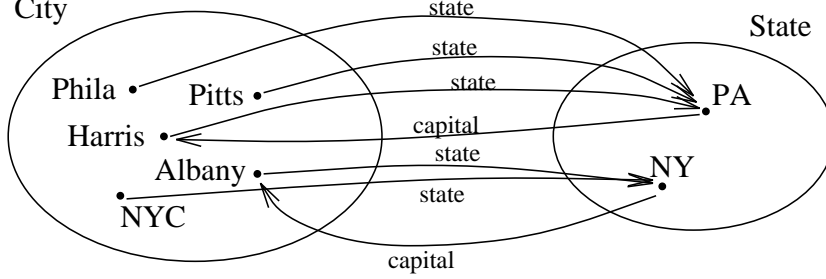 City
state
State
state
Phila
Pitts
state
PA
Harris
capital
Albany
state
NY
NYC
state
capital